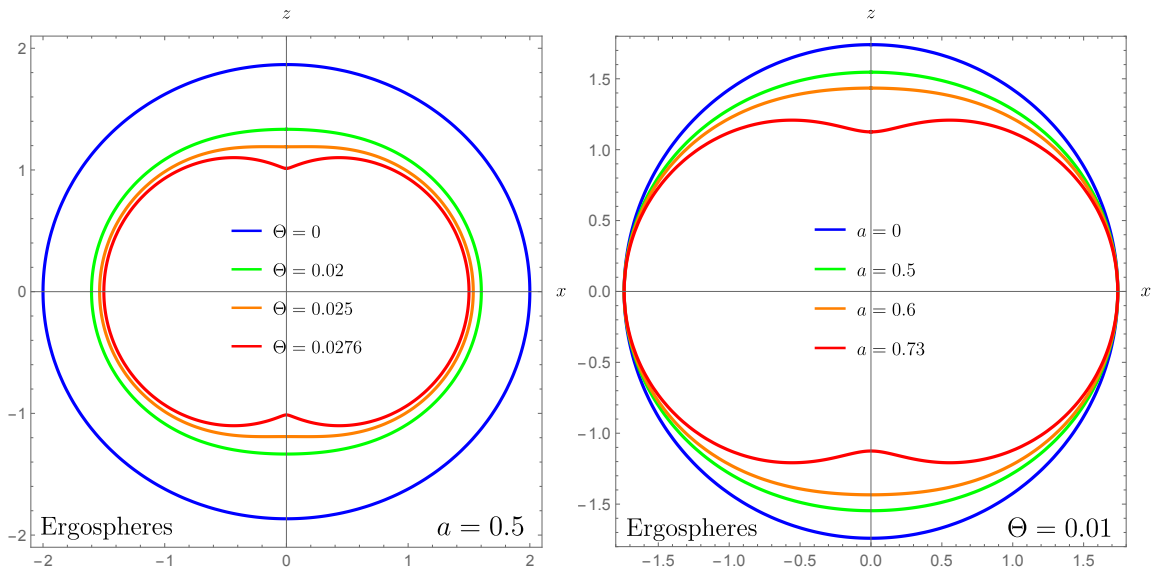 z
2
1
0
−1
−2
−2
−1
0
1
2
x
Θ = 0
Θ = 0.02
Θ = 0.025
Θ = 0.0276
Ergospheres
a = 0.5
z
1.5
1.0
0.5
0.0
−0.5
−1.0
−1.5
−1.5
−1.0
−0.5
0.0
0.5
1.0
1.5
x
a = 0
a = 0.5
a = 0.6
a = 0.73
Ergospheres
Θ = 0.01